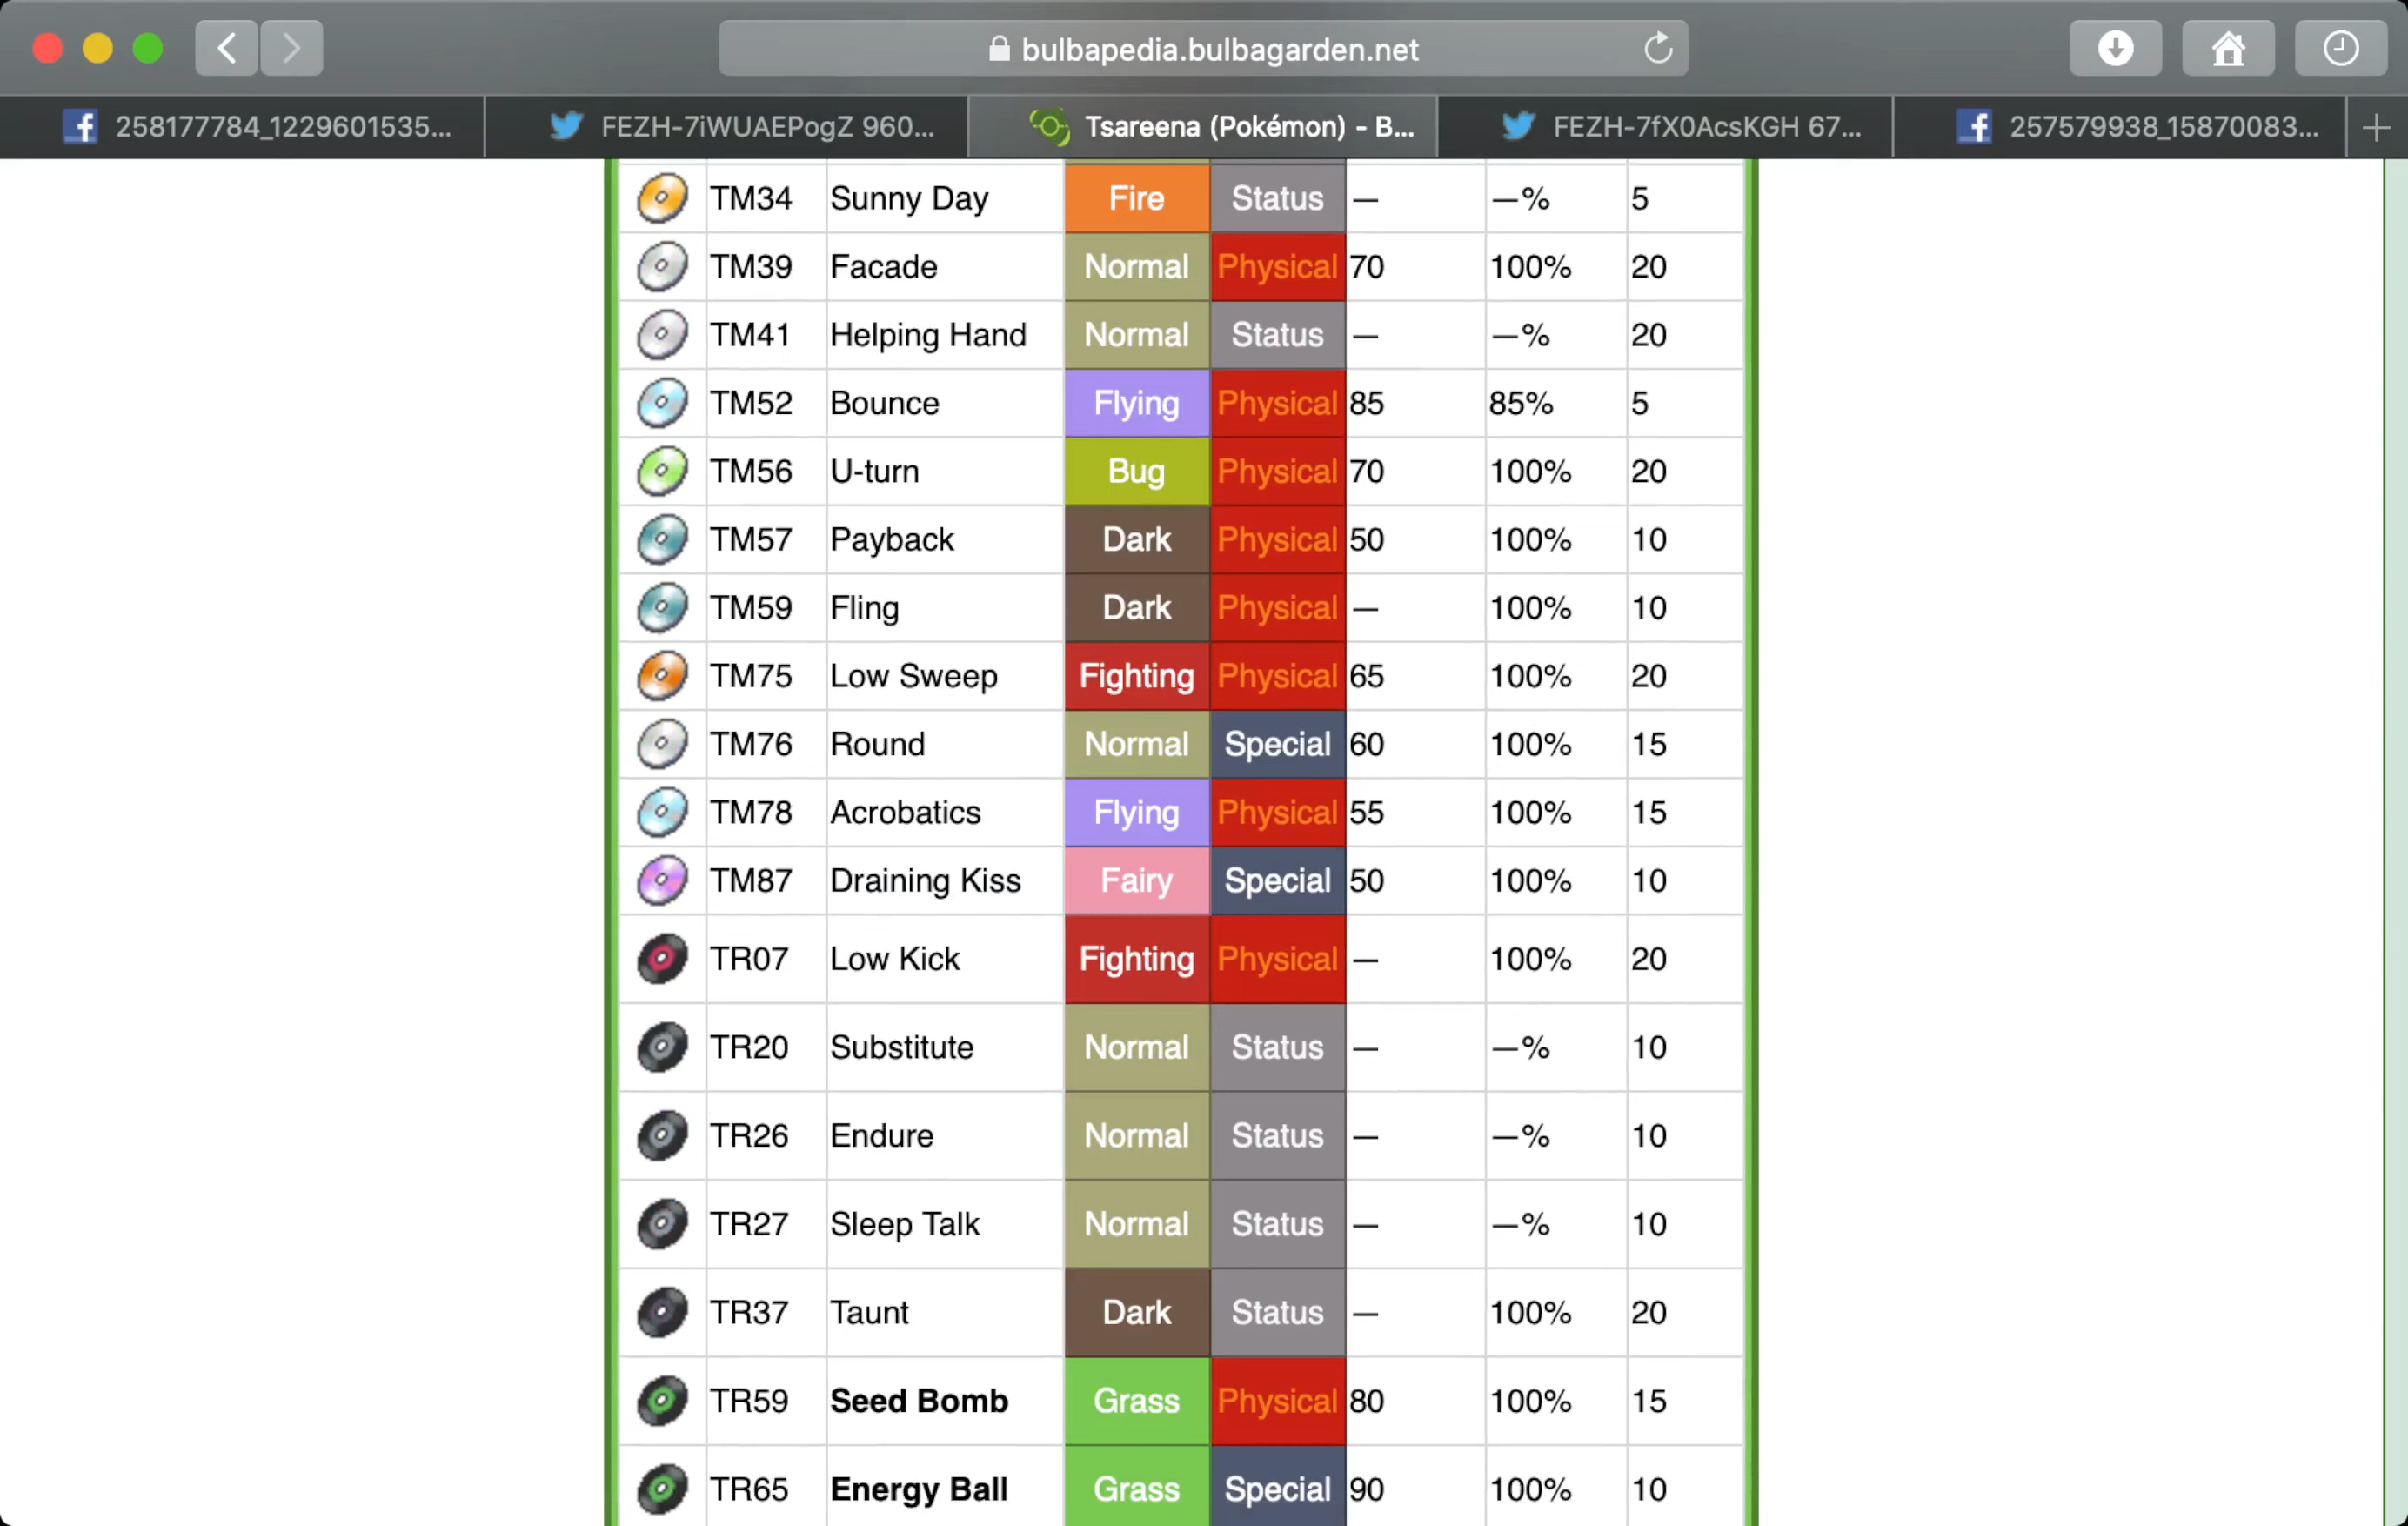 bulbapedia.bulbagarden.net
258177784_1229601535...
FEZH-7iWUAEPogZ 960...
Tsareena (Pokémon) - B...
FEZH-7fX0AcsKGH 67...
257579938_15870083...
TM34 Sunny Day Fire Status — —% 5
TM39 Facade Normal Physical 70 100% 20
TM41 Helping Hand Normal Status — —% 20
TM52 Bounce Flying Physical 85 85% 5
TM56 U-turn Bug Physical 70 100% 20
TM57 Payback Dark Physical 50 100% 10
TM59 Fling Dark Physical — 100% 10
TM75 Low Sweep Fighting Physical 65 100% 20
TM76 Round Normal Special 60 100% 15
TM78 Acrobatics Flying Physical 55 100% 15
TM87 Draining Kiss Fairy Special 50 100% 10
TR07 Low Kick Fighting Physical — 100% 20
TR20 Substitute Normal Status — —% 10
TR26 Endure Normal Status — —% 10
TR27 Sleep Talk Normal Status — —% 10
TR37 Taunt Dark Status — 100% 20
TR59 Seed Bomb Grass Physical 80 100% 15
TR65 Energy Ball Grass Special 90 100% 10